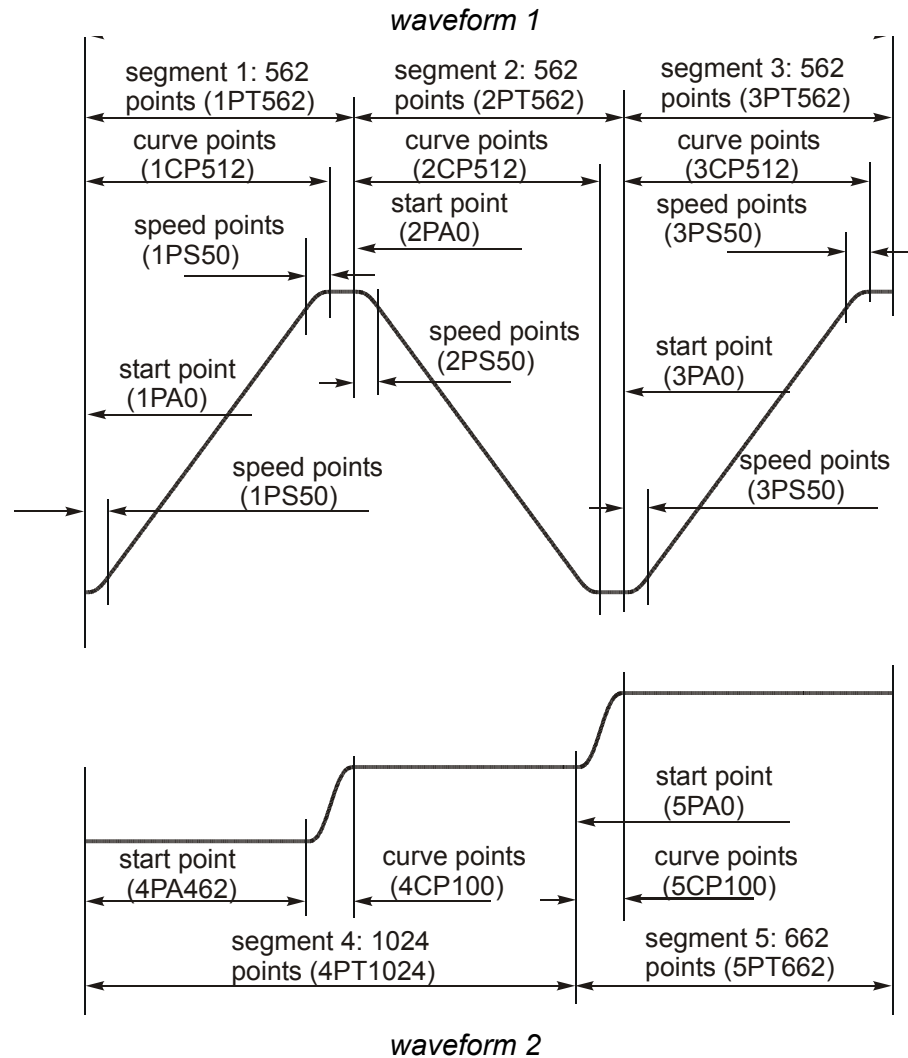 waveform 1
segment 1: 562
points (1PT562)
segment 2: 562
points (2PT562)
segment 3: 562
points (3PT562)
curve points
(1CP512)
curve points
(2CP512)
curve points
(3CP512)
speed points
(1PS50)
start point
(2PA0)
speed points
(3PS50)
speed points
(2PS50)
start point
(1PA0)
start point
(3PA0)
speed points
(1PS50)
speed points
(3PS50)
start point
(5PA0)
start point
(4PA462)
curve points
(4CP100)
curve points
(5CP100)
segment 4: 1024
points (4PT1024)
segment 5: 662
points (5PT662)
waveform 2